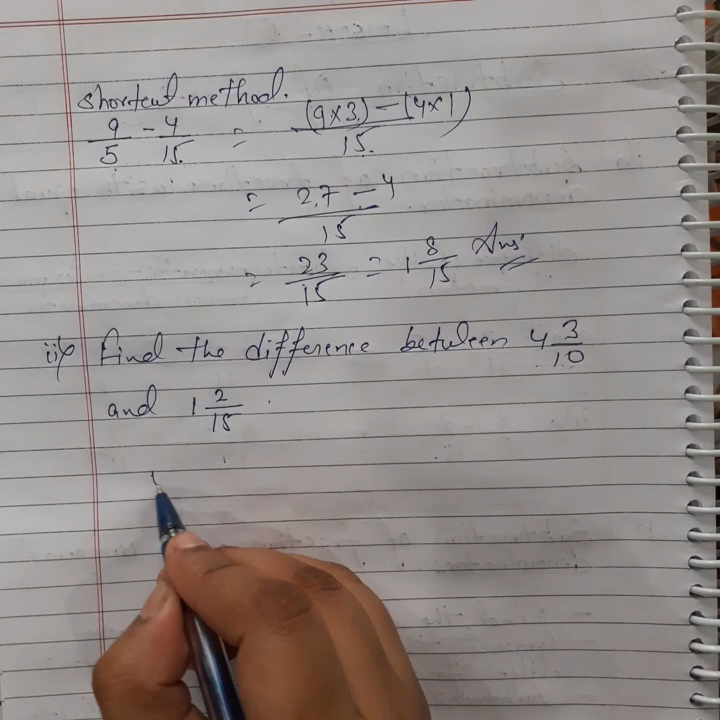 Shortcut method.
9/5 - 4/15 = (9×3) - (4×1) / 15
= 27 - 4 / 15
= 23/15 = 1 8/15 Ans
ii) Find the difference between 4 3/10
and 1 2/15.